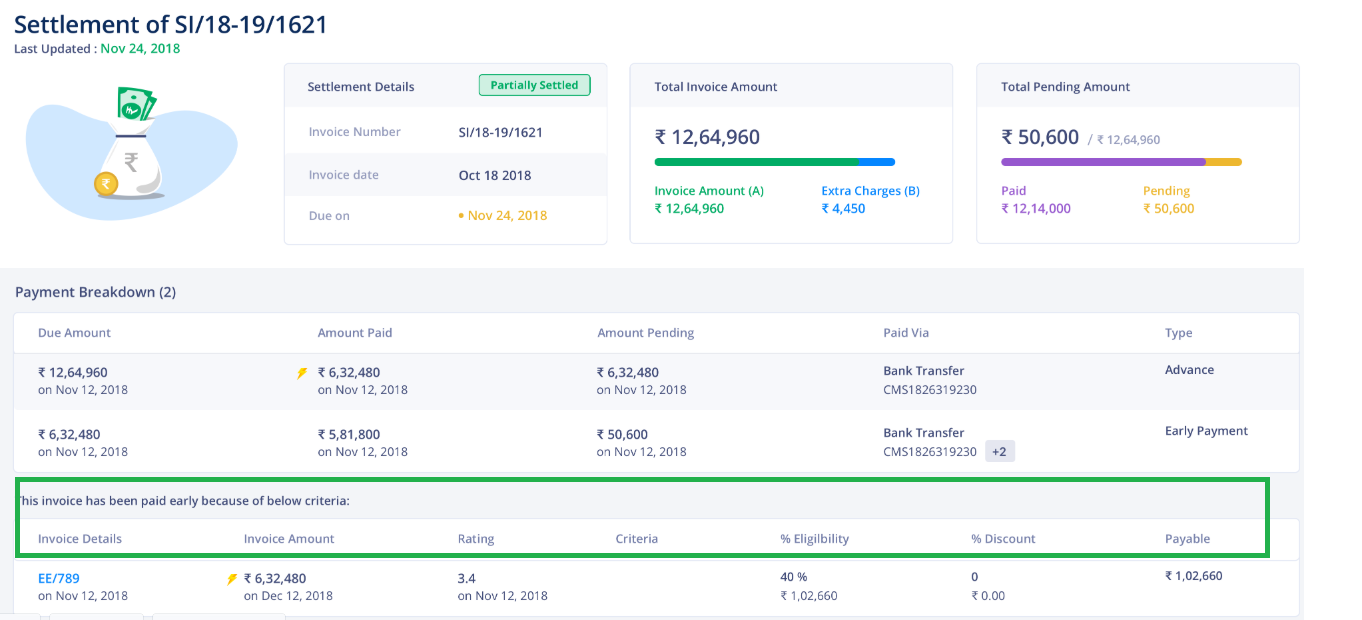 Settlement of SI/18-19/1621
Last Updated : Nov 24, 2018
Settlement Details
Partially Settled
Invoice Number SI/18-19/1621
Invoice date Oct 18 2018
Due on • Nov 24, 2018
Total Invoice Amount
₹ 12,64,960
Invoice Amount (A) Extra Charges (B)
₹ 12,64,960 ₹ 4,450
Total Pending Amount
₹ 50,600 / ₹ 12,64,960
Paid Pending
₹ 12,14,000 ₹ 50,600
₹
₹
Payment Breakdown (2)
Due Amount Amount Paid Amount Pending Paid Via Type
₹ 12,64,960 ₹ 6,32,480 ₹ 6,32,480 Bank Transfer Advance
on Nov 12, 2018 on Nov 12, 2018 on Nov 12, 2018 CMS1826319230
₹ 6,32,480 ₹ 5,81,800 ₹ 50,600 Bank Transfer Early Payment
on Nov 12, 2018 on Nov 12, 2018 on Nov 12, 2018 CMS1826319230 +2
This invoice has been paid early because of below criteria:
Invoice Details Invoice Amount Rating Criteria % Eligilbility % Discount Payable
EE/789 ₹ 6,32,480 3.4 40 % 0 ₹ 1,02,660
on Nov 12, 2018 on Dec 12, 2018 on Nov 12, 2018 ₹ 1,02,660 ₹ 0.00